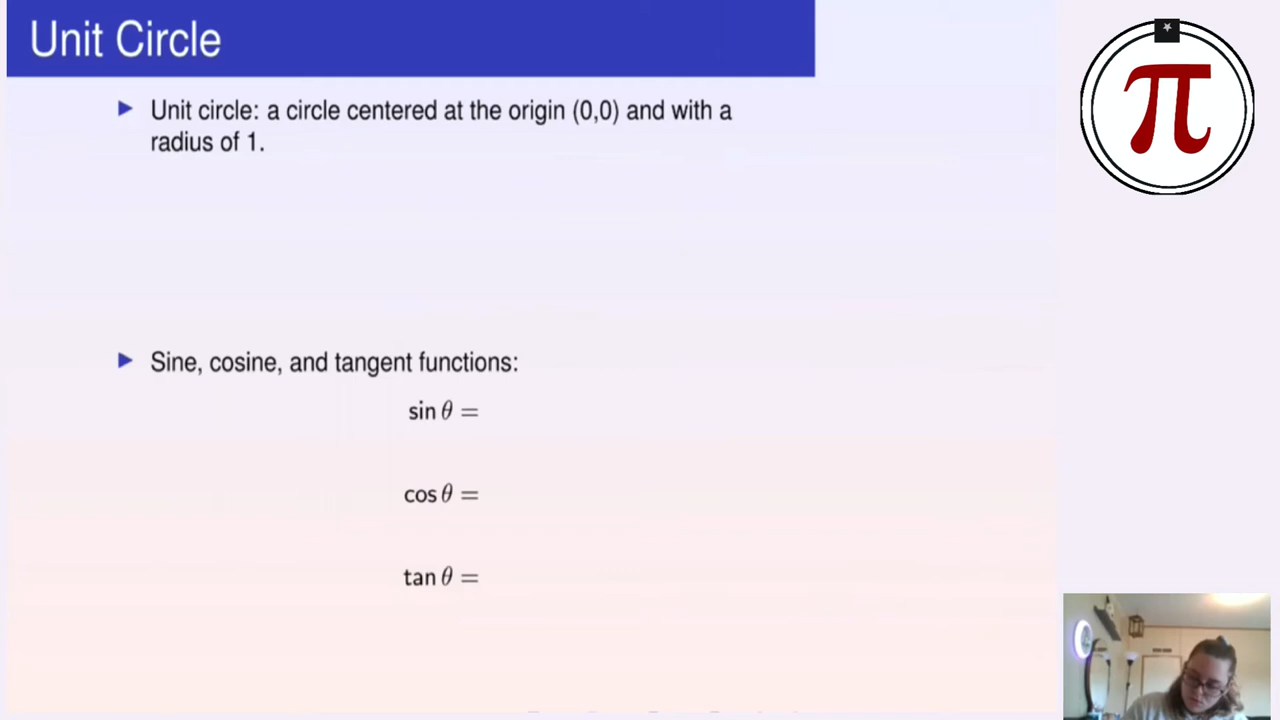 Unit Circle
▶ Unit circle: a circle centered at the origin (0,0) and with a
radius of 1.
▶ Sine, cosine, and tangent functions:
sin θ =
cos θ =
tan θ =
π